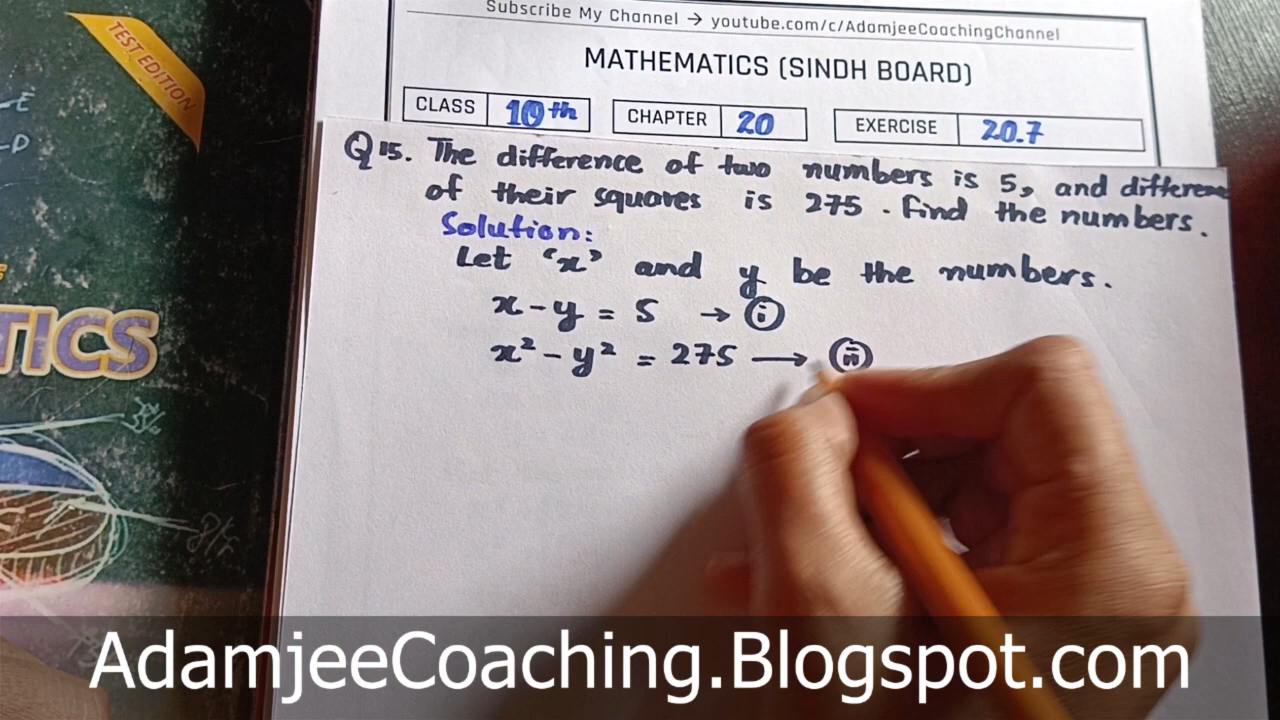 TEST EDITION
TICS
Subscribe My Channel → youtube.com/c/AdamjeeCoachingChannel
MATHEMATICS (SINDH BOARD)
CLASS 10th CHAPTER 20 EXERCISE 20.7
Q15. The difference of two numbers is 5, and difference
of their squares is 275. Find the numbers.
Solution:
Let 'x' and y be the numbers.
x - y = 5 → (i)
x² - y² = 275 → (ii)
AdamjeeCoaching.Blogspot.com